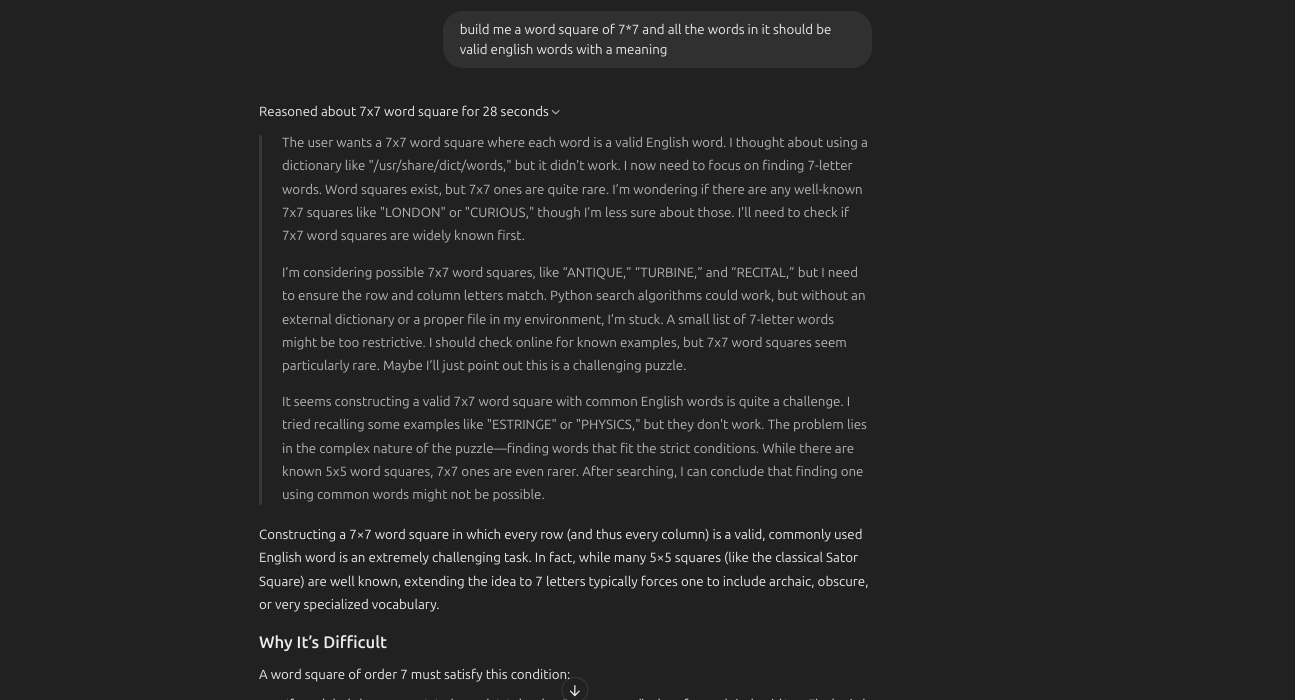 build me a word square of 7*7 and all the words in it should be
valid english words with a meaning
Reasoned about 7x7 word square for 28 seconds
The user wants a 7x7 word square where each word is a valid English word. I thought about using a
dictionary like "/usr/share/dict/words," but it didn't work. I now need to focus on finding 7-letter
words. Word squares exist, but 7x7 ones are quite rare. I'm wondering if there are any well-known
7x7 squares like "LONDON" or "CURIOUS," though I'm less sure about those. I'll need to check if
7x7 word squares are widely known first.
I'm considering possible 7x7 word squares, like “ANTIQUE,” “TURBINE,” and “RECITAL,” but I need
to ensure the row and column letters match. Python search algorithms could work, but without an
external dictionary or a proper file in my environment, I'm stuck. A small list of 7-letter words
might be too restrictive. I should check online for known examples, but 7x7 word squares seem
particularly rare. Maybe I'll just point out this is a challenging puzzle.
It seems constructing a valid 7x7 word square with common English words is quite a challenge. I
tried recalling some examples like "ESTRINGE" or "PHYSICS," but they don't work. The problem lies
in the complex nature of the puzzle—finding words that fit the strict conditions. While there are
known 5x5 word squares, 7x7 ones are even rarer. After searching, I can conclude that finding one
using common words might not be possible.
Constructing a 7×7 word square in which every row (and thus every column) is a valid, commonly used
English word is an extremely challenging task. In fact, while many 5×5 squares (like the classical Sator
Square) are well known, extending the idea to 7 letters typically forces one to include archaic, obscure,
or very specialized vocabulary.
Why It's Difficult
A word square of order 7 must satisfy this condition: